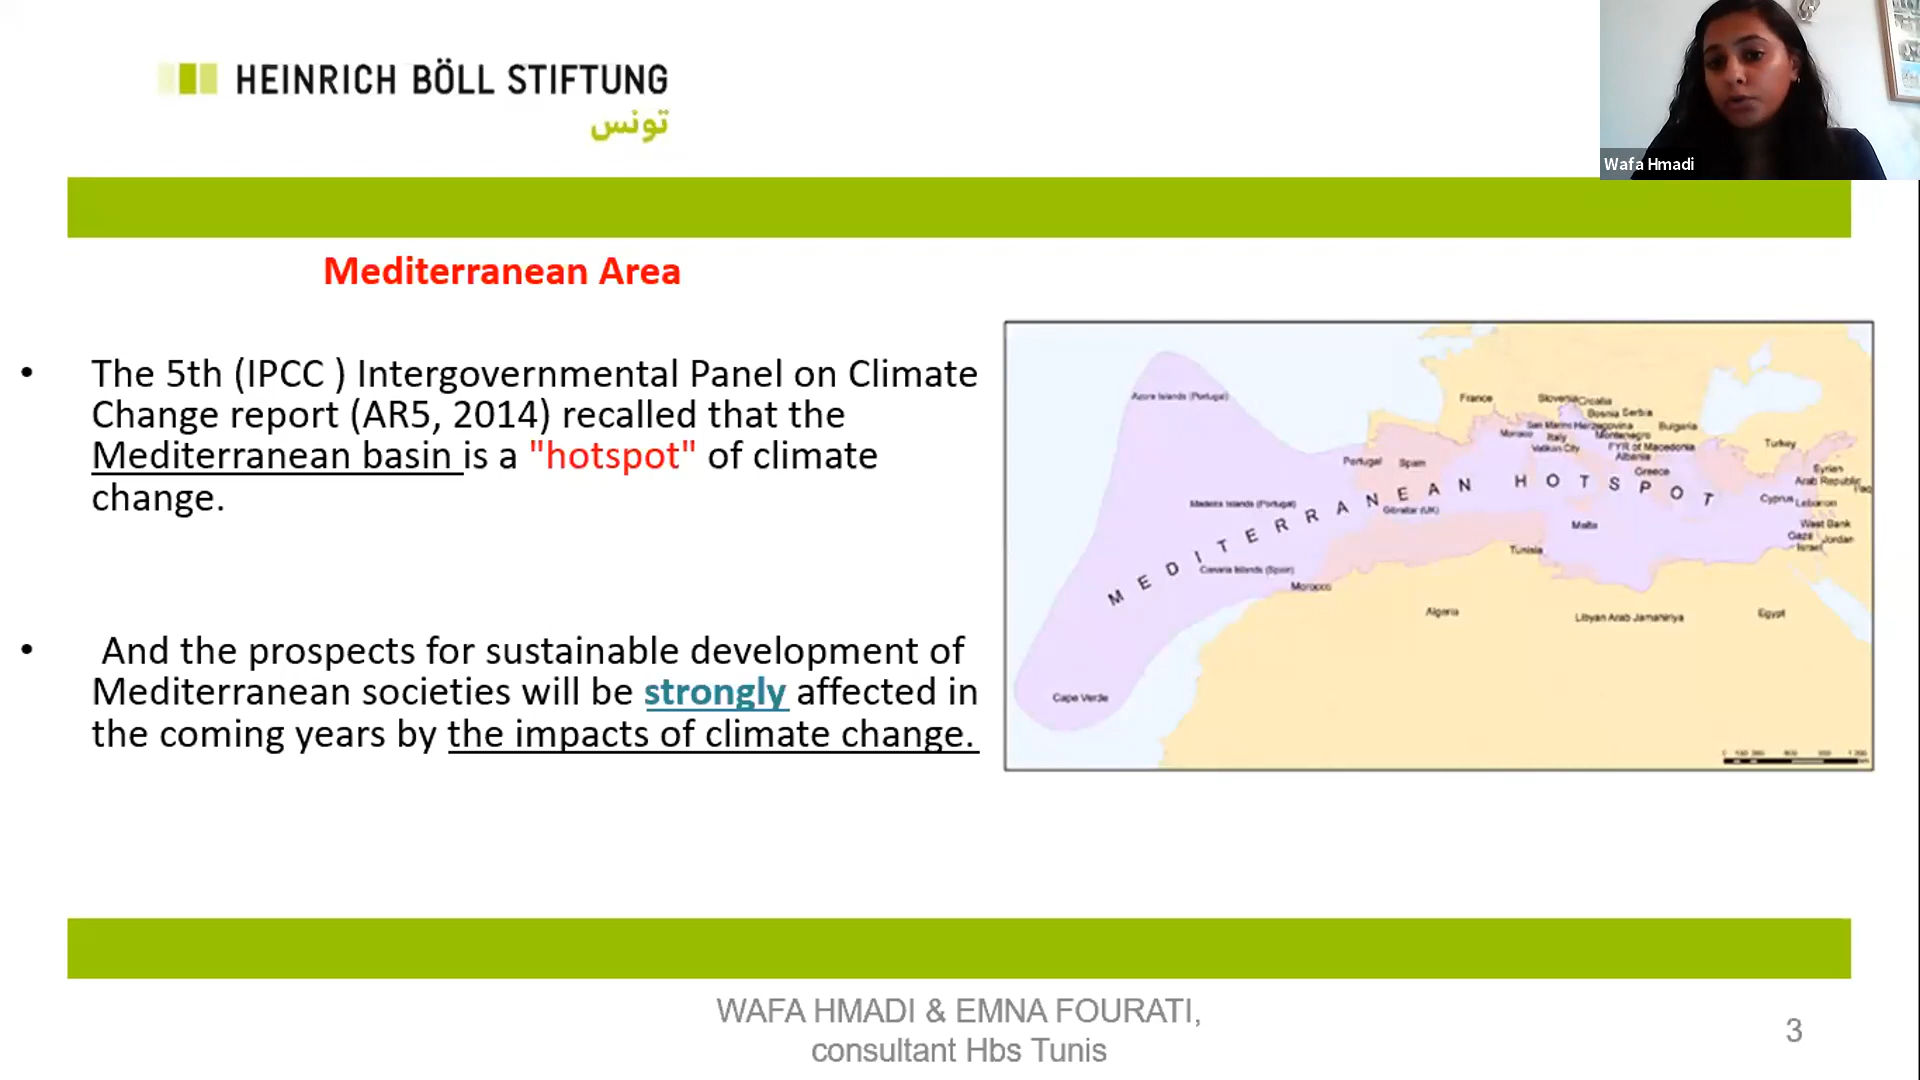 HEINRICH BÖLL STIFTUNG
تونس
Wafa Hmadi
Mediterranean Area
• The 5th (IPCC ) Intergovernmental Panel on Climate
Change report (AR5, 2014) recalled that the
Mediterranean basin is a "hotspot" of climate
change.
• And the prospects for sustainable development of
Mediterranean societies will be strongly affected in
the coming years by the impacts of climate change.
Azore Islands (Portugal)
France
Slovenia
Croatia
Bosnia
Serbia
San Marino
Herzegovina
Monaco
Italy
Montenegro
Bulgaria
Vatican City
FYR of Macedonia
Albania
Turkey
Portugal
Spain
Greece
Syrian
Arab Republic
Iraq
MEDITERRANEAN HOTSPOT
Madeira Islands (Portugal)
Gibraltar (UK)
Cyprus
Lebanon
Malta
West Bank
Gaza
Jordan
Israel
Tunisia
Canaria Islands (Spain)
Morocco
Algeria
Libyan Arab Jamahiriya
Egypt
Cape Verde
WAFA HMADI & EMNA FOURATI,
consultant Hbs Tunis
3